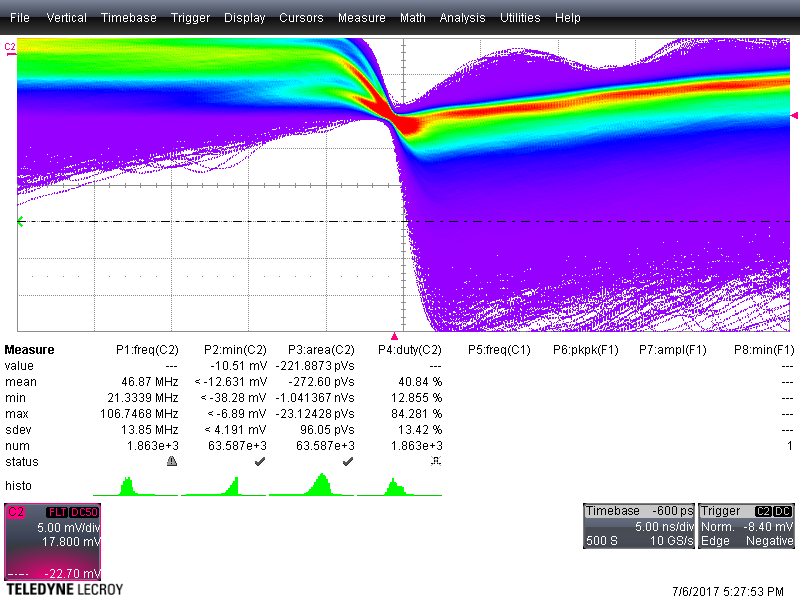 File Vertical Timebase Trigger Display Cursors Measure Math Analysis Utilities Help
C2
Measure P1:freq(C2) P2:min(C2) P3:area(C2) P4:duty(C2) P5:freq(C1) P6:pkpk(F1) P7:ampl(F1) P8:min(F1)
value --- -10.51 mV -221.8873 pVs --- ---
mean 46.87 MHz < -12.631 mV -272.60 pVs 40.84 % ---
min 21.3339 MHz < -38.28 mV -1.041367 nVs 12.855 % ---
max 106.7468 MHz < -6.89 mV -23.12428 pVs 84.281 % ---
sdev 13.85 MHz < 4.191 mV 96.05 pVs 13.42 % ---
num 1.863e+3 63.587e+3 63.587e+3 1.863e+3 1
status
histo
C2 FLT DC50
5.00 mV/div
17.800 mV
-22.70 mV
Timebase -600 ps
5.00 ns/div
500 S 10 GS/s
Trigger C2 DC
Norm. -8.40 mV
Edge Negative
TELEDYNE LECROY
7/6/2017 5:27:53 PM